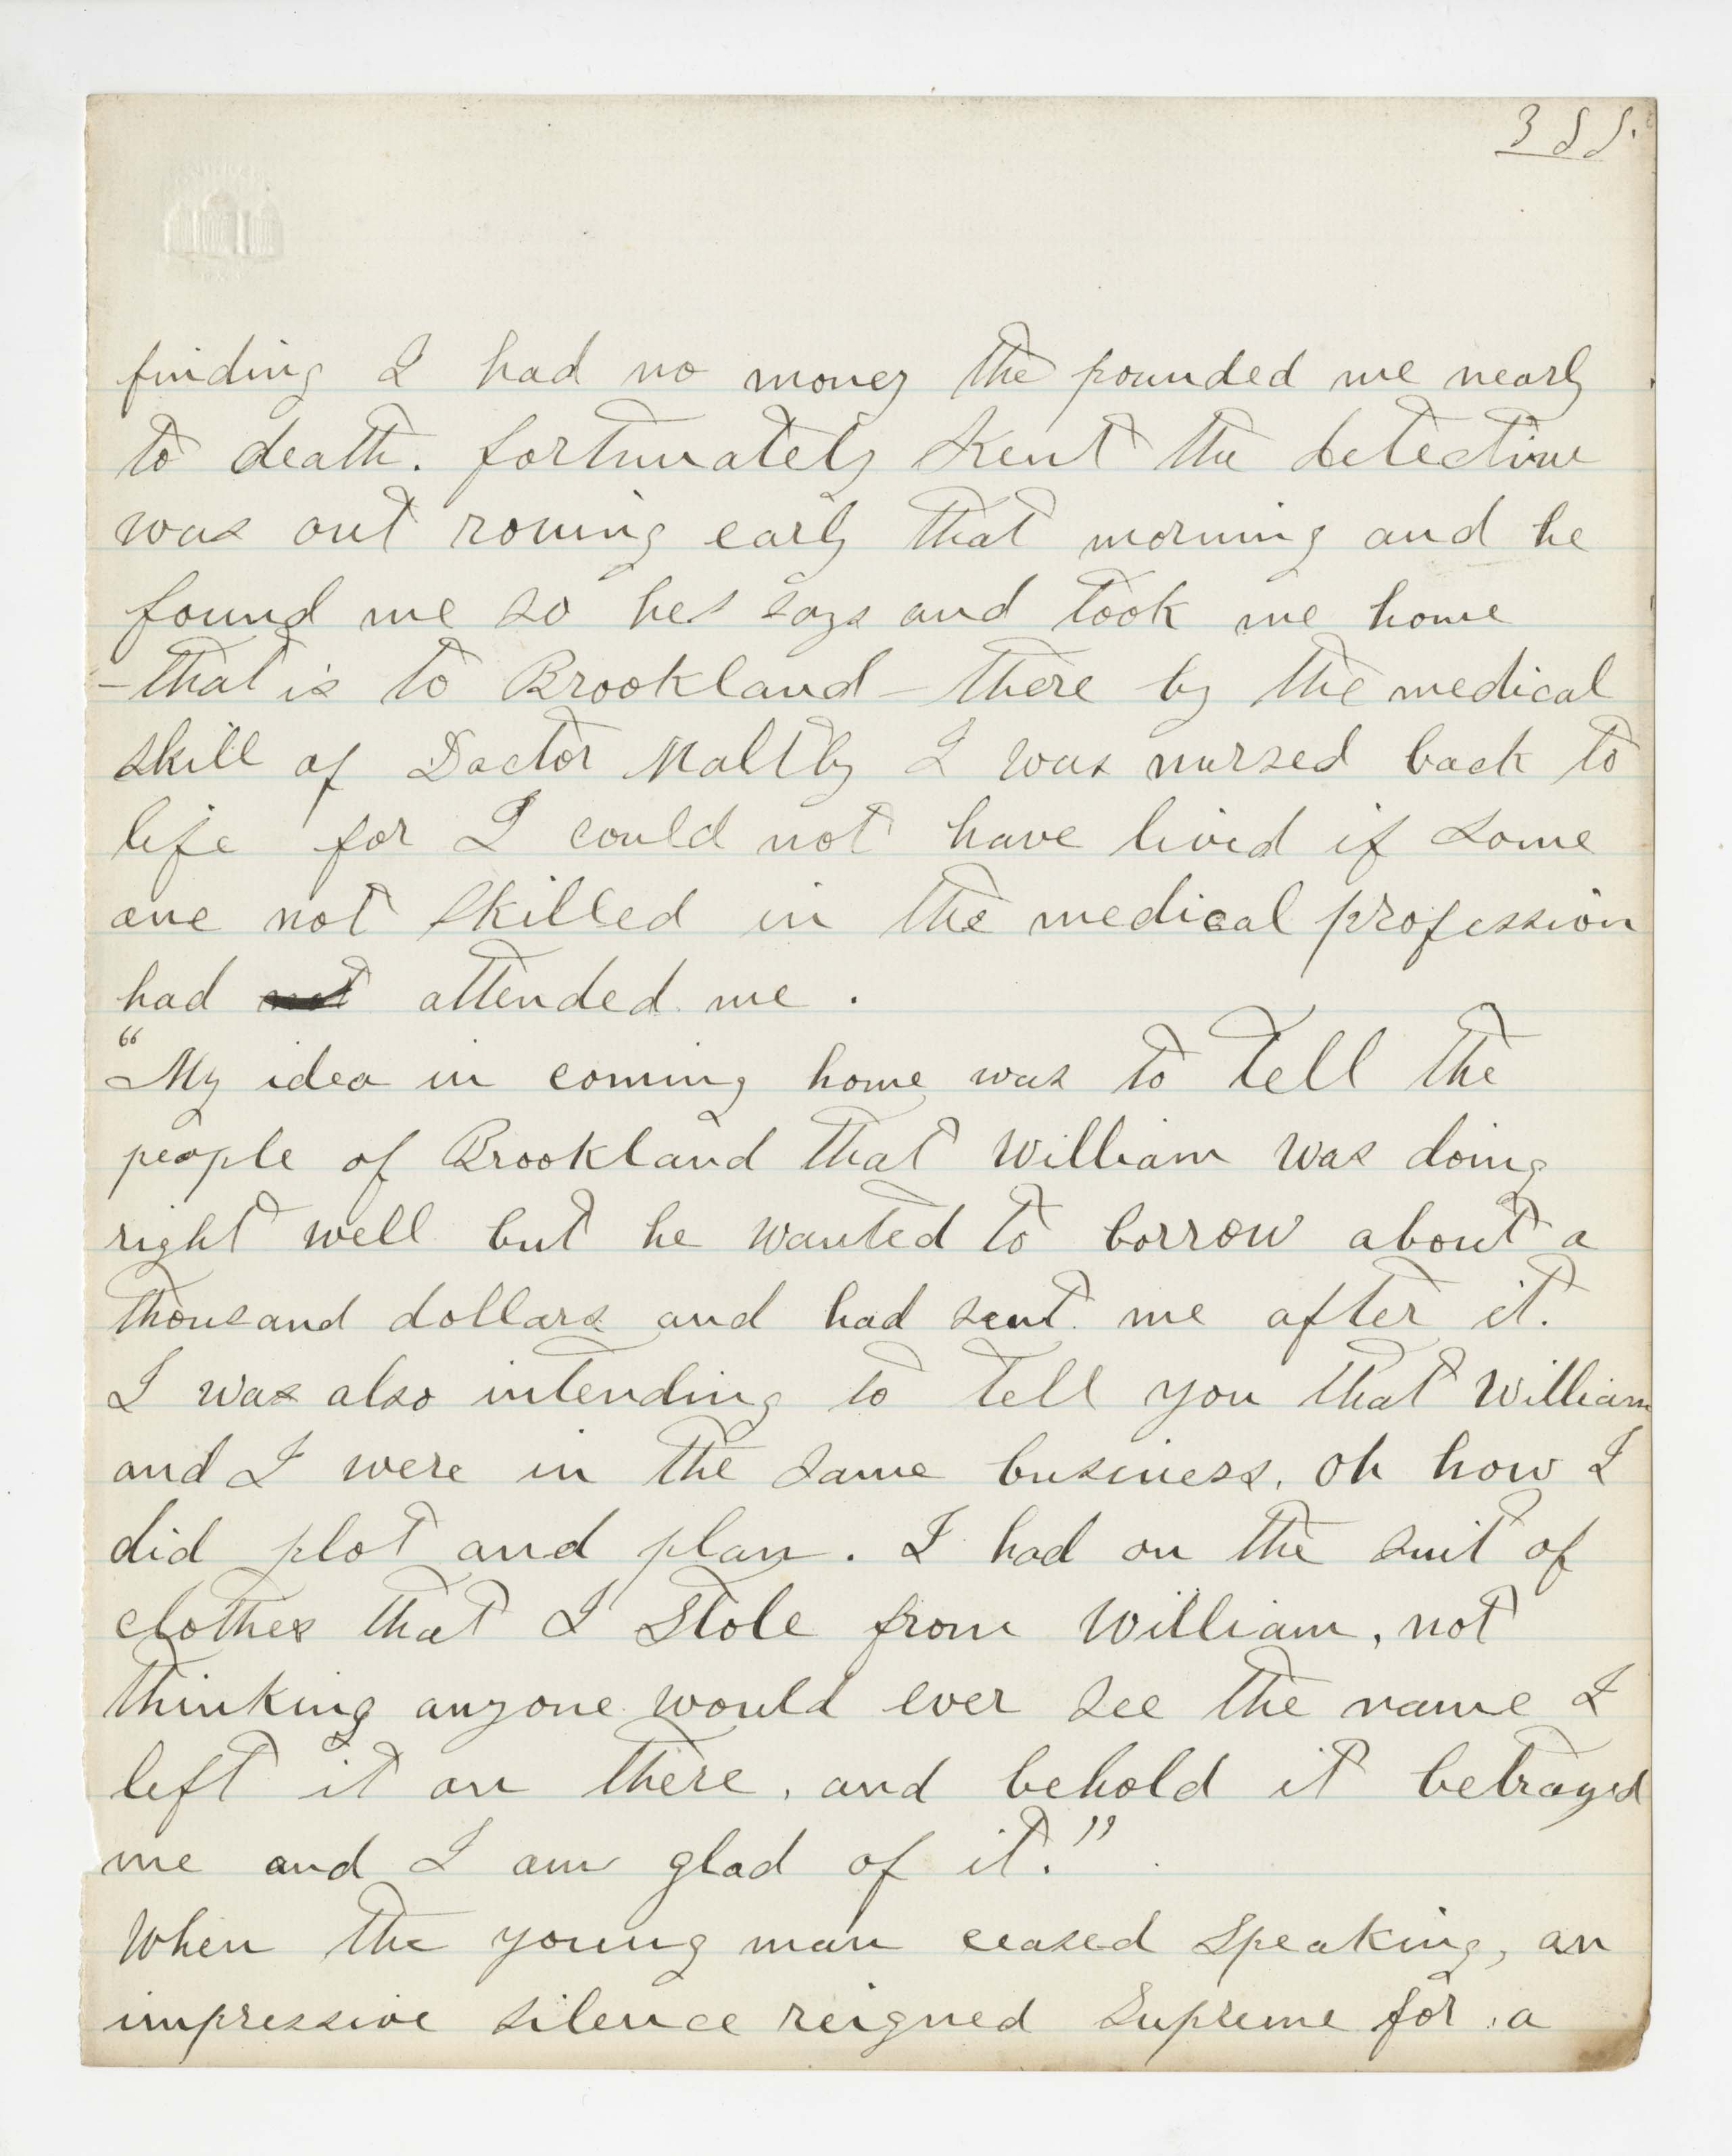 355.
finding I had no money the pounded me nearly
to death. fortunately Kent the detective
was out roving early that morning and he
found me so hes says and took me home
-that is to Brookland - there by the medical
skill of Doctor Maltby I was nursed back to
life for I could not have lived if some
one not skilled in the medical profession
had not attended me.
"My idea in coming home was to tell the
people of Brookland that William was doing
right well but he wanted to borrow about a
thousand dollars and had sent me after it.
I was also intending to tell you that William
and I were in the same business. Oh how I
did plot and plan. I had on the suit of
clothes that I stole from William, not
thinking anyone would ever see the name I
left it on there, and behold it betrayed
me and I am glad of it."
When the young man ceased speaking, an
impressive silence reigned supreme for a